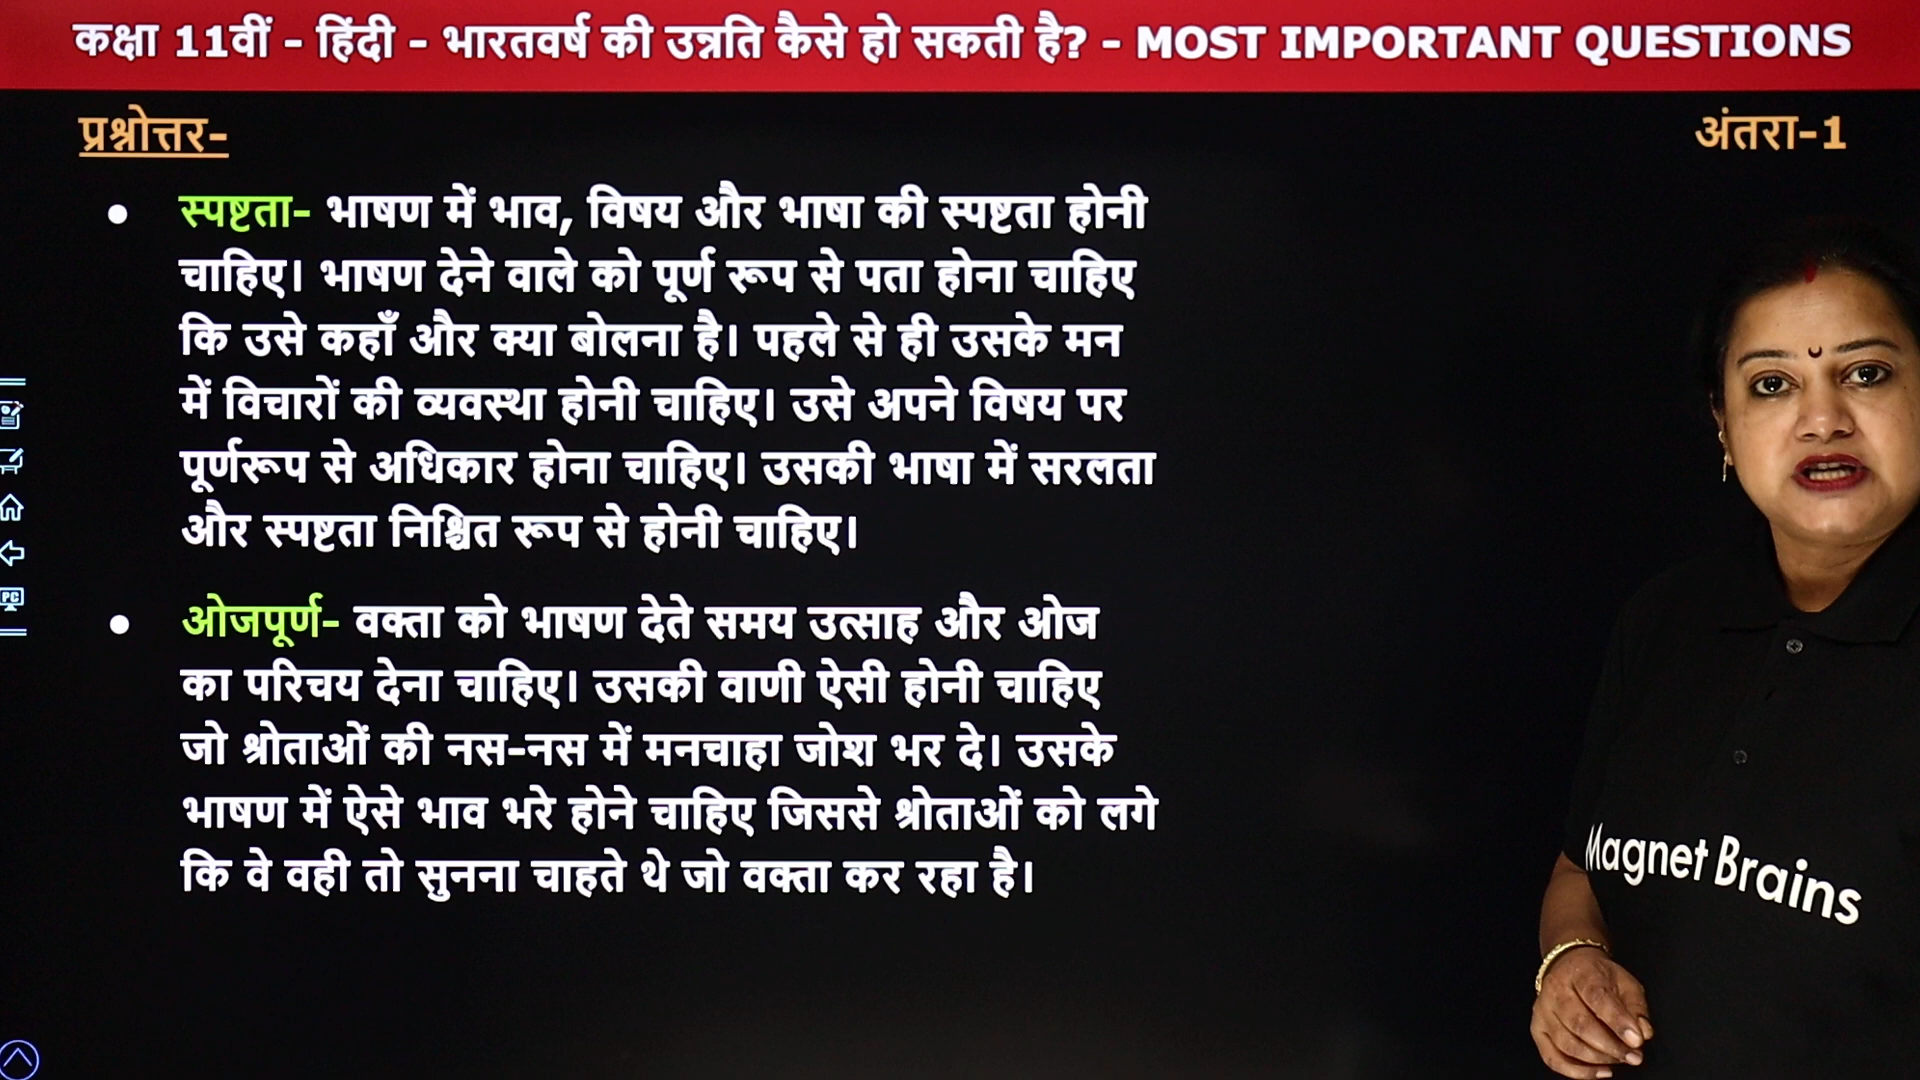 कक्षा 11वीं - हिंदी - भारतवर्ष की उन्नति कैसे हो सकती है? - MOST IMPORTANT QUESTIONS
प्रश्नोत्तर-
अंतरा-1
• स्पष्टता- भाषण में भाव, विषय और भाषा की स्पष्टता होनी
चाहिए। भाषण देने वाले को पूर्ण रूप से पता होना चाहिए
कि उसे कहाँ और क्या बोलना है। पहले से ही उसके मन
में विचारों की व्यवस्था होनी चाहिए। उसे अपने विषय पर
पूर्णरूप से अधिकार होना चाहिए। उसकी भाषा में सरलता
और स्पष्टता निश्चित रूप से होनी चाहिए।
• ओजपूर्ण- वक्ता को भाषण देते समय उत्साह और ओज
का परिचय देना चाहिए। उसकी वाणी ऐसी होनी चाहिए
जो श्रोताओं की नस-नस में मनचाहा जोश भर दे। उसके
भाषण में ऐसे भाव भरे होने चाहिए जिससे श्रोताओं को लगे
कि वे वही तो सुनना चाहते थे जो वक्ता कर रहा है।
PC
Magnet Brains